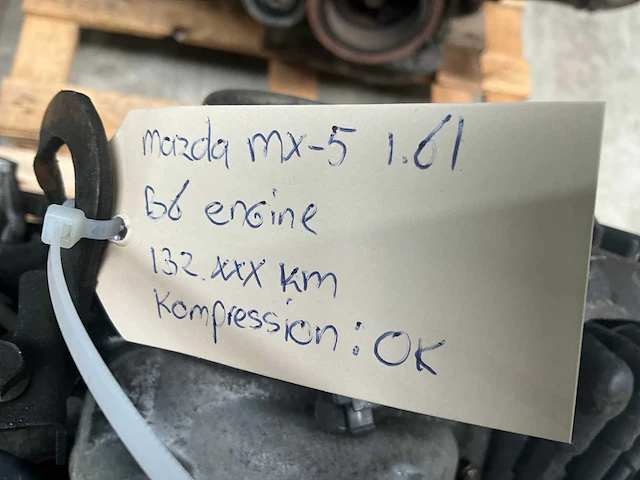 Mazda MX-5 1.6l
B6 engine
132.xxx km
Kompression: OK